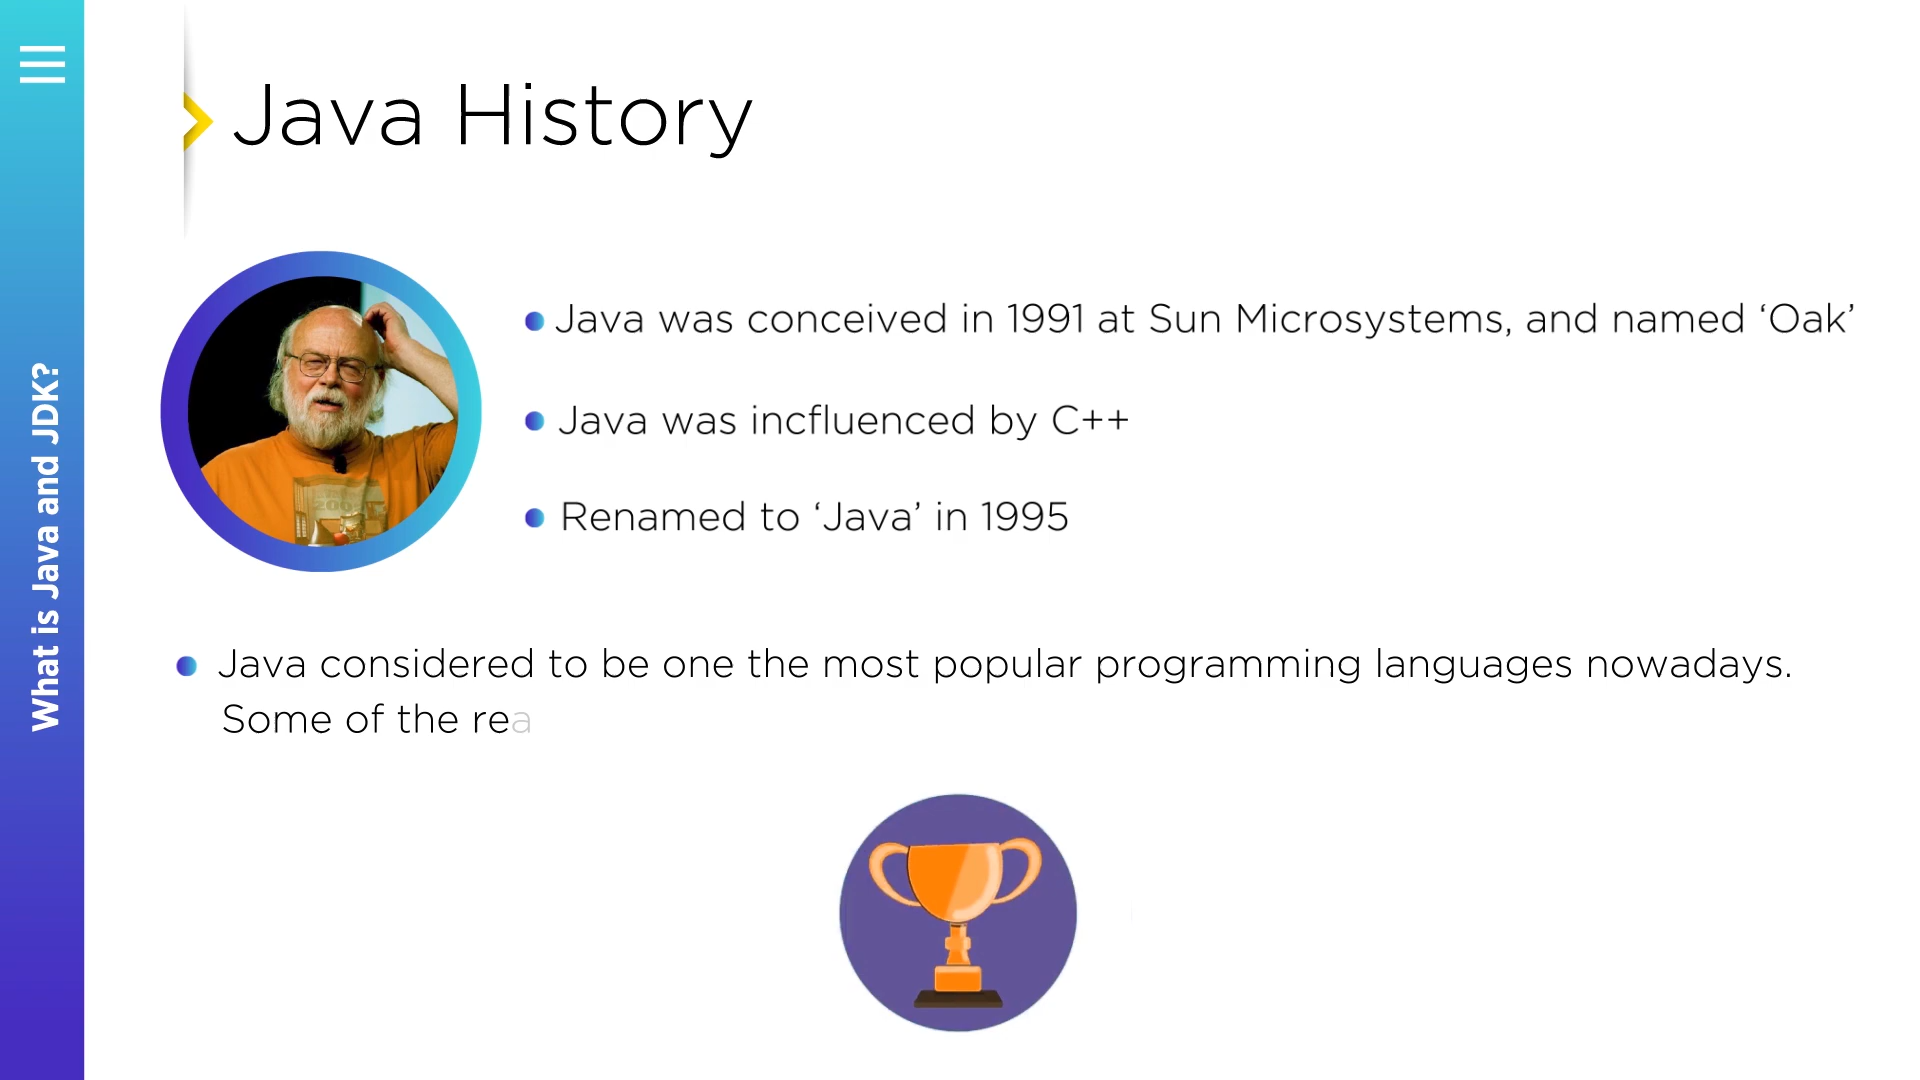 Java History
Java was conceived in 1991 at Sun Microsystems, and named ‘Oak’
Java was incfluenced by C++
Renamed to ‘Java’ in 1995
Java considered to be one the most popular programming languages nowadays.
Some of the rea
What is Java and JDK?